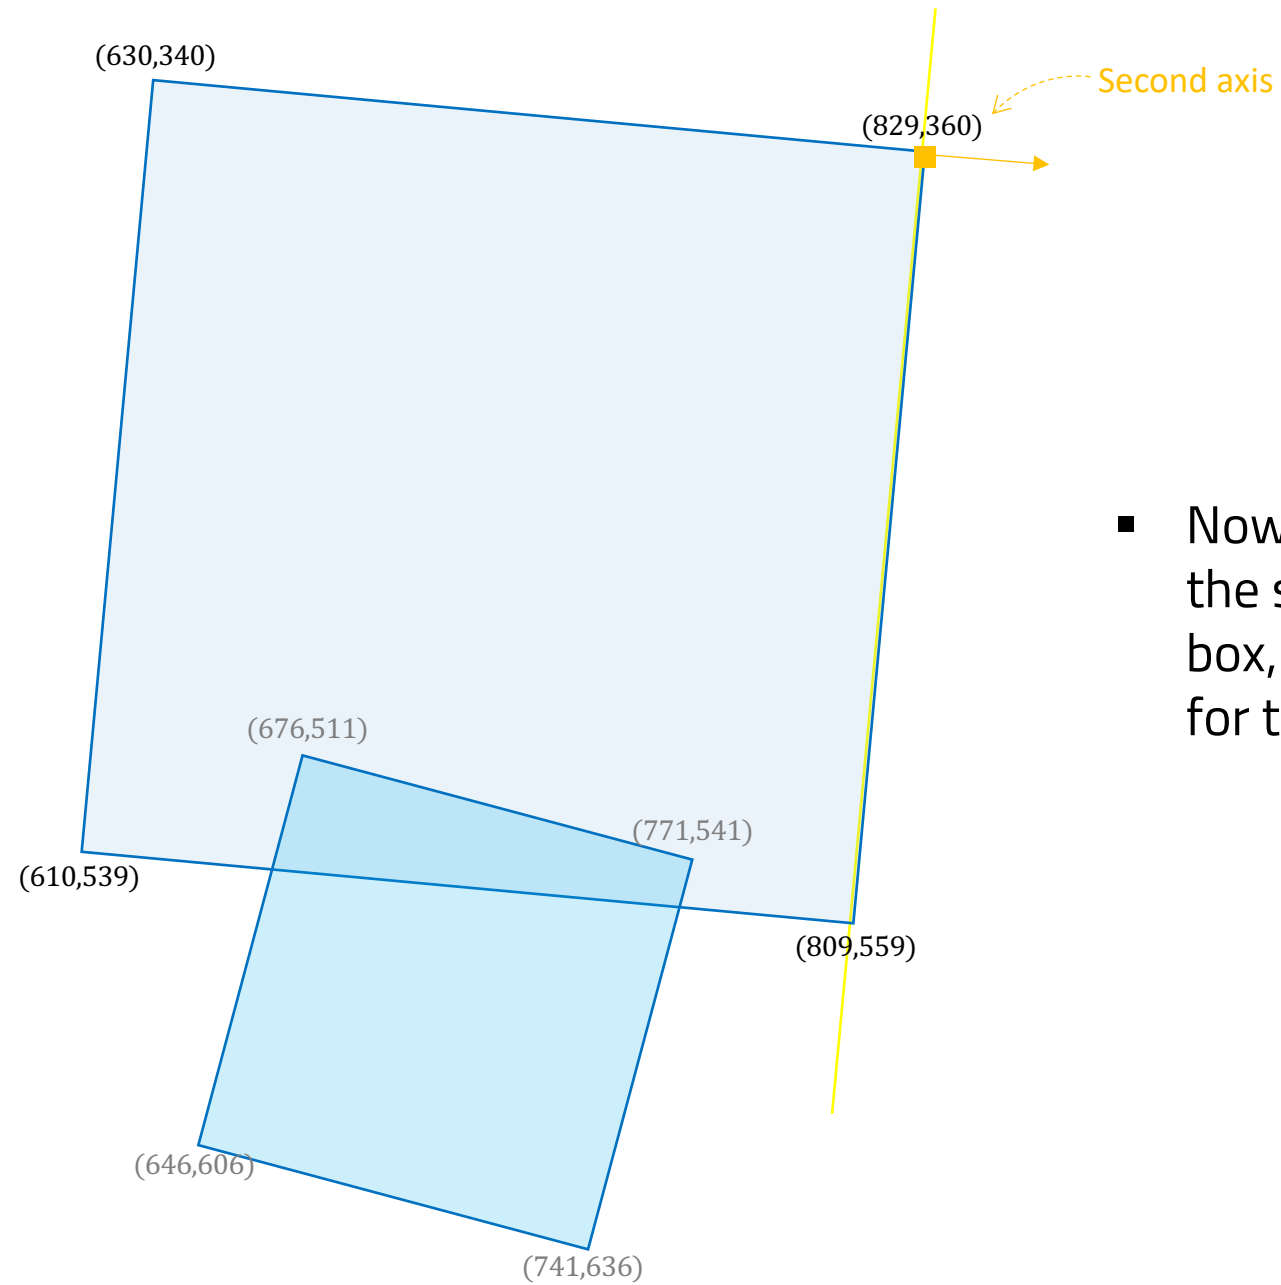 (630,340)
Second axis
(829,360)
Now
the s
box,
for t
(676,511)
(771,541)
(610,539)
(809,559)
(646,606)
(741,636)